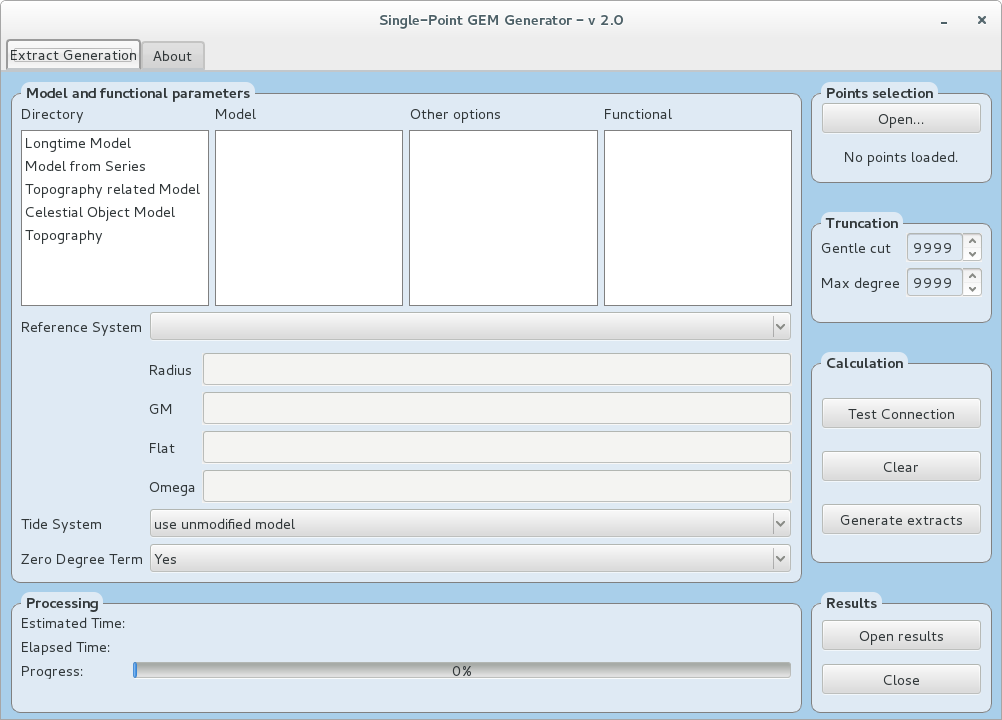 Single-Point GEM Generator - v 2.0
Extract Generation
About
Model and functional parameters
Directory
Model
Other options
Functional
Longtime Model
Model from Series
Topography related Model
Celestial Object Model
Topography
Reference System
Radius
GM
Flat
Omega
Tide System
use unmodified model
Zero Degree Term
Yes
Points selection
Open...
No points loaded.
Truncation
Gentle cut
9999
Max degree
9999
Calculation
Test Connection
Clear
Generate extracts
Processing
Estimated Time:
Elapsed Time:
Progress:
0%
Results
Open results
Close